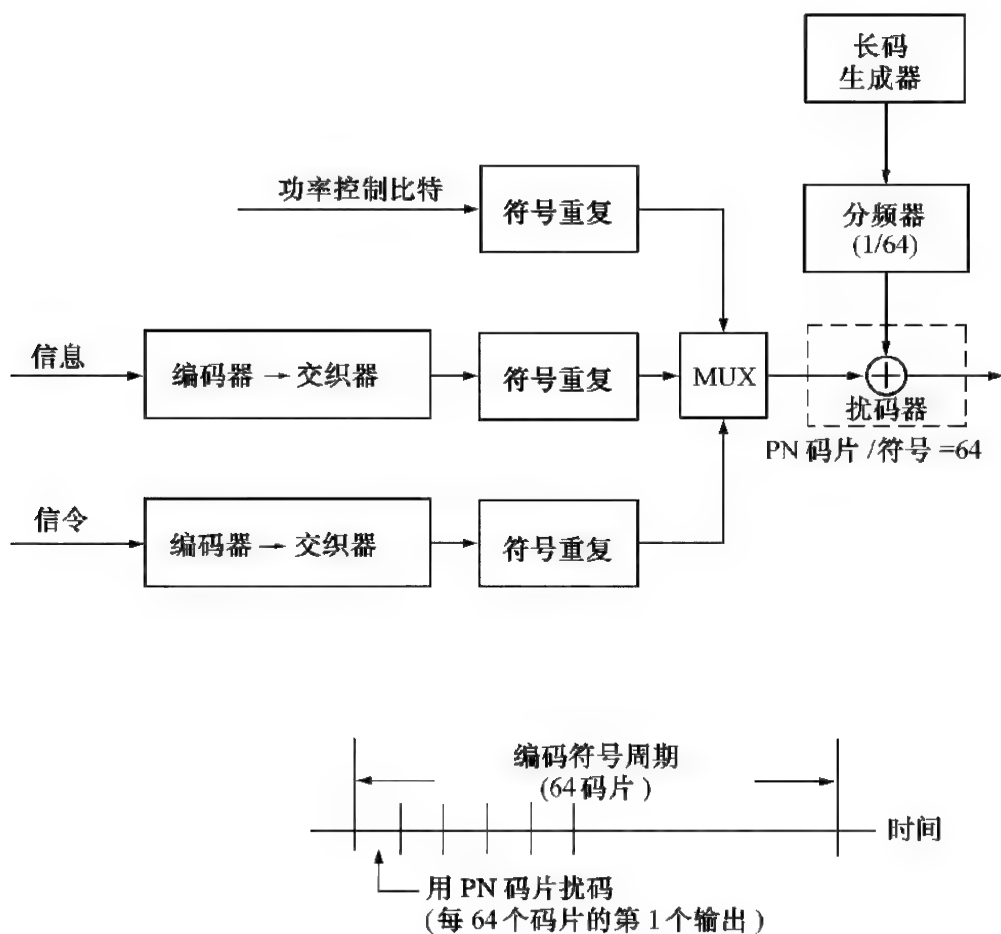 长码
生成器
功率控制比特
符号重复
分频器
(1/64)
信息
编码器 → 交织器
符号重复
MUX
扰码器
PN 码片 /符号 =64
信令
编码器 → 交织器
符号重复
编码符号周期
(64 码片 )
时间
用 PN 码片扰码
(每 64 个码片的第 1 个输出 )